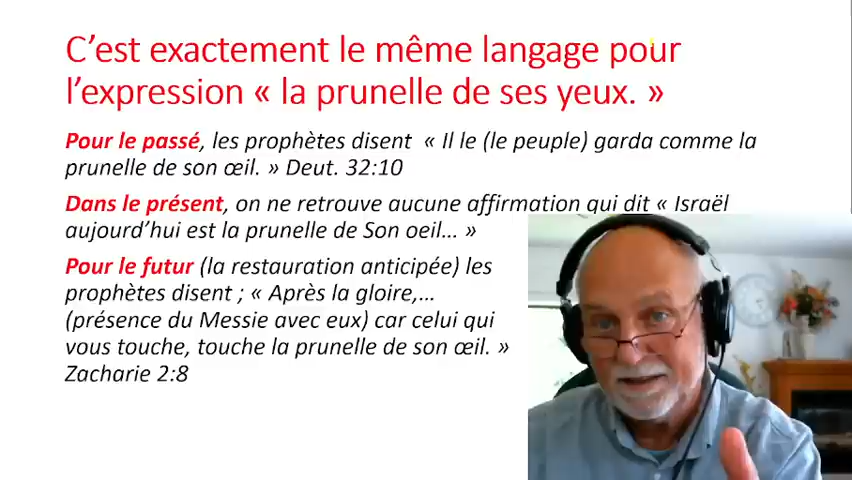 C’est exactement le même langage pour
l’expression « la prunelle de ses yeux. »
Pour le passé, les prophètes disent « Il le (le peuple) garda comme la
prunelle de son œil. » Deut. 32:10
Dans le présent, on ne retrouve aucune affirmation qui dit « Israël
aujourd’hui est la prunelle de Son oeil… »
Pour le futur (la restauration anticipée) les
prophètes disent ; « Après la gloire,…
(présence du Messie avec eux) car celui qui
vous touche, touche la prunelle de son œil. »
Zacharie 2:8